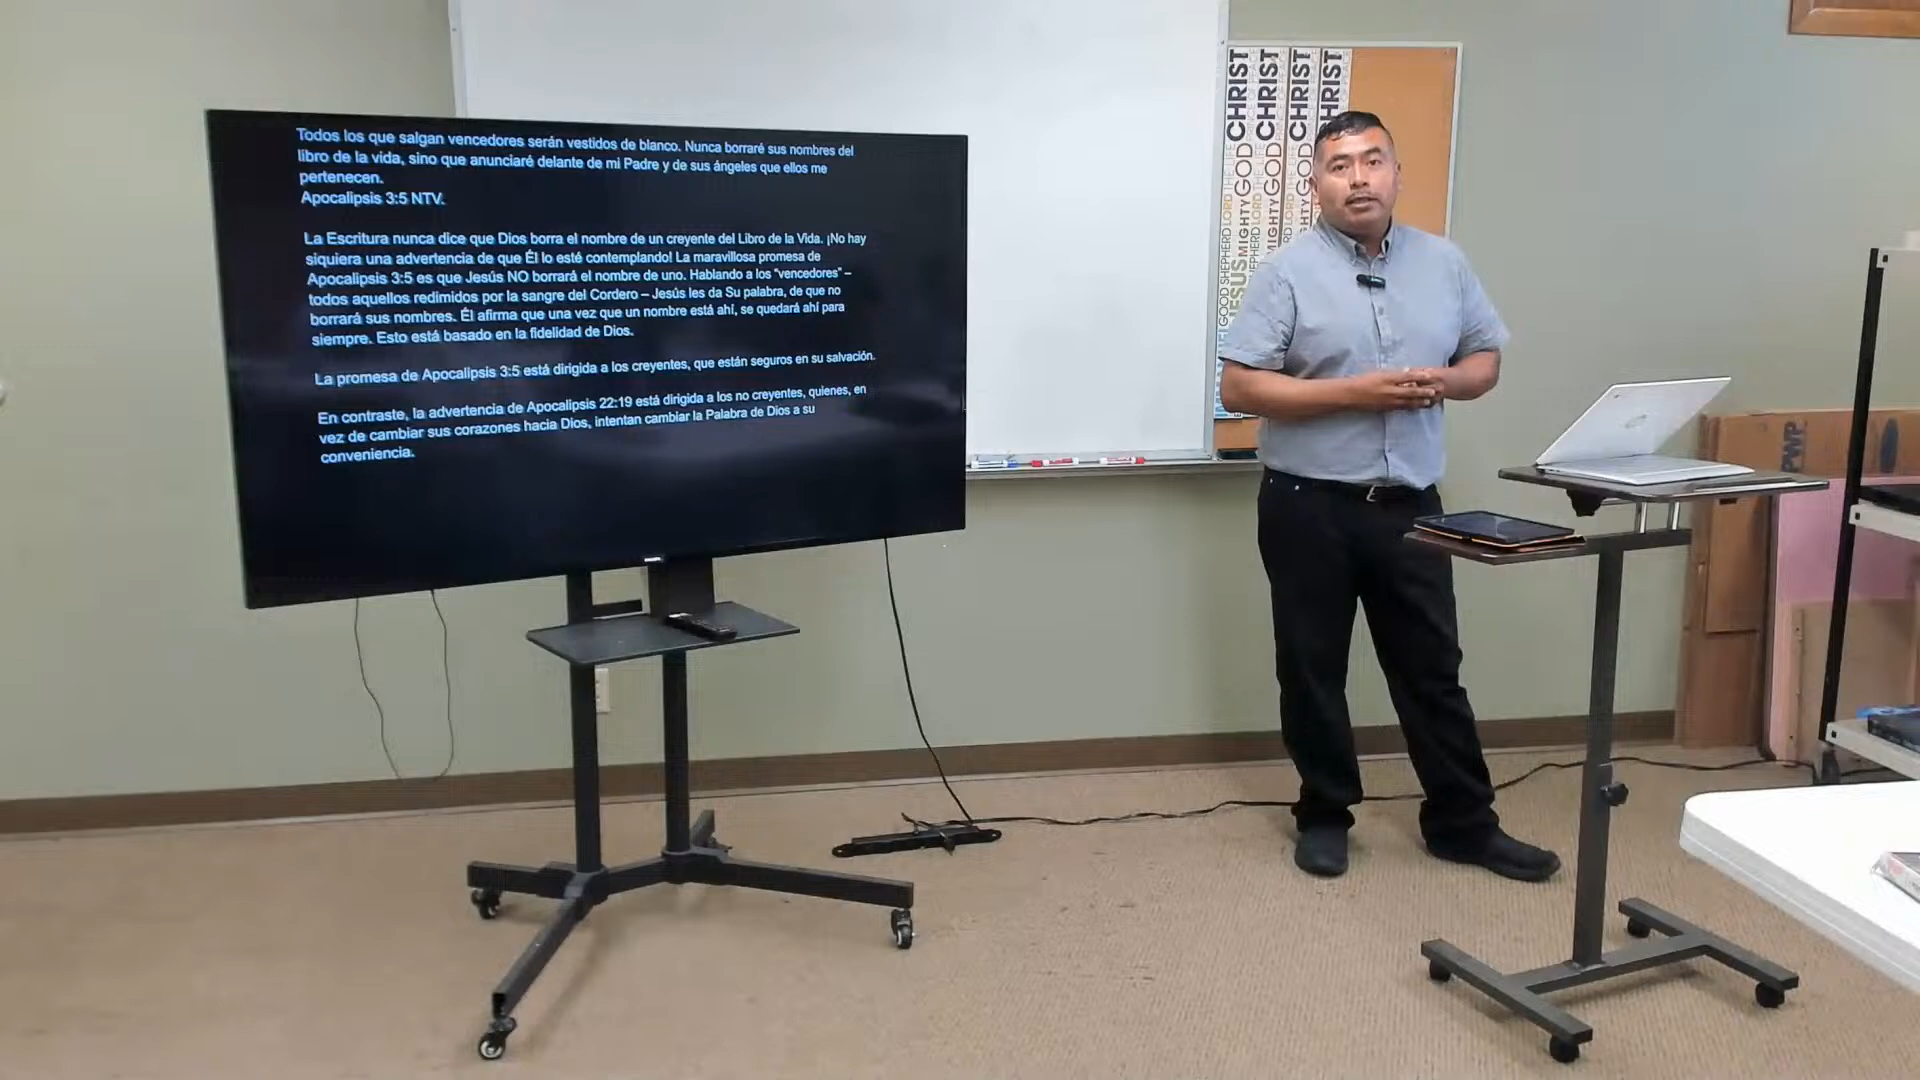 Todos los que salgan vencedores serán vestidos de blanco. Nunca borraré sus nombres del
libro de la vida, sino que anunciaré delante de mi Padre y de sus ángeles que ellos me
pertenecen.
Apocalipsis 3:5 NTV.
La Escritura nunca dice que Dios borra el nombre de un creyente del Libro de la Vida. ¡No hay
siquiera una advertencia de que Él lo esté contemplando! La maravillosa promesa de
Apocalipsis 3:5 es que Jesús NO borrará el nombre de uno. Hablando a los “vencedores” –
todos aquellos redimidos por la sangre del Cordero – Jesús les da Su palabra, de que no
borrará sus nombres. Él afirma que una vez que un nombre está ahí, se quedará ahí para
siempre. Esto está basado en la fidelidad de Dios.
La promesa de Apocalipsis 3:5 está dirigida a los creyentes, que están seguros en su salvación.
En contraste, la advertencia de Apocalipsis 22:19 está dirigida a los no creyentes, quienes, en
vez de cambiar sus corazones hacia Dios, intentan cambiar la Palabra de Dios a su
conveniencia.
GOOD SHEPHERD LORD THE LIFE
JESUS MIGHTY GOD CHRIST
SHEPHERD LORD
MIGHTY GOD CHRIST
MIGHTY GOD CHRIST
CHRIST